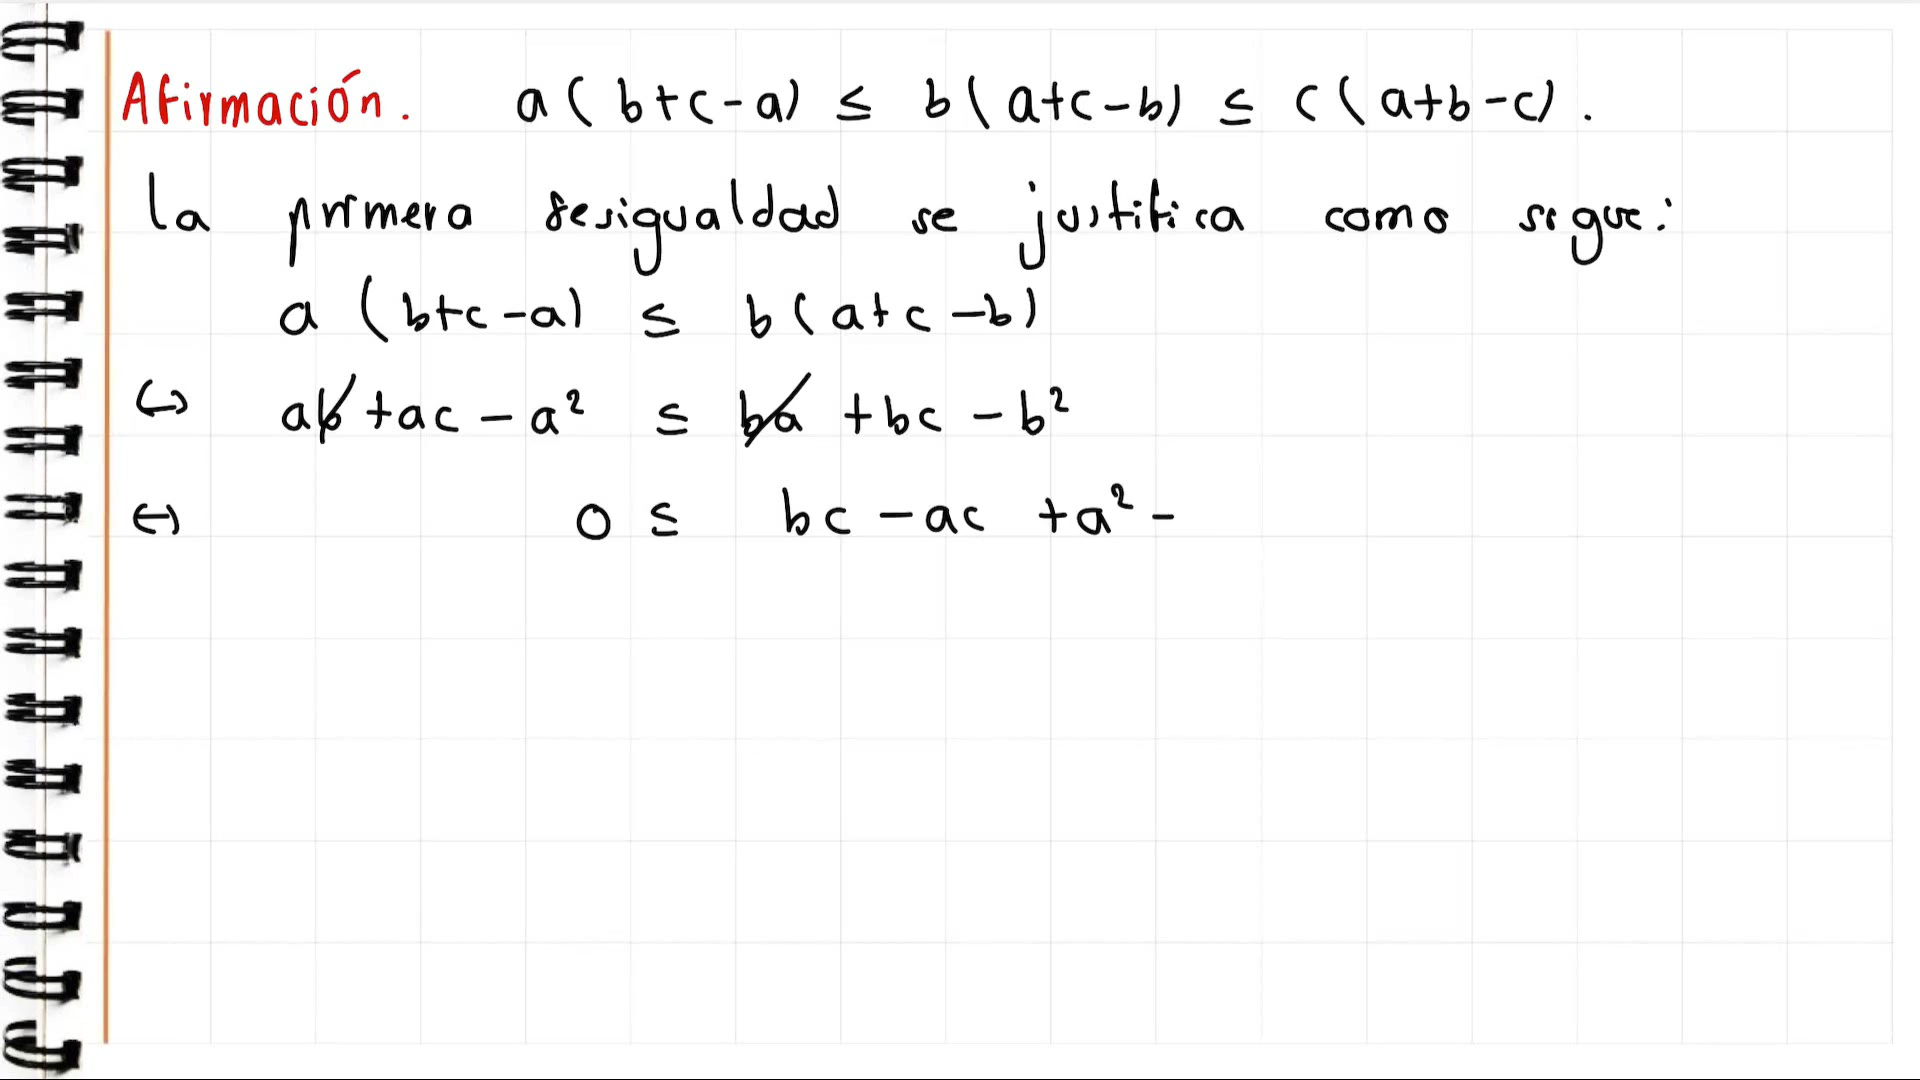 Afirmación. a(b+c-a) ≤ b(a+c-b) ≤ c(a+b-c).
La primera desigualdad se justifica como sigue:
a(b+c-a) ≤ b(a+c-b)
↔ ab+ac-a² ≤ ba+bc-b²
↔ 0 ≤ bc-ac+a²-